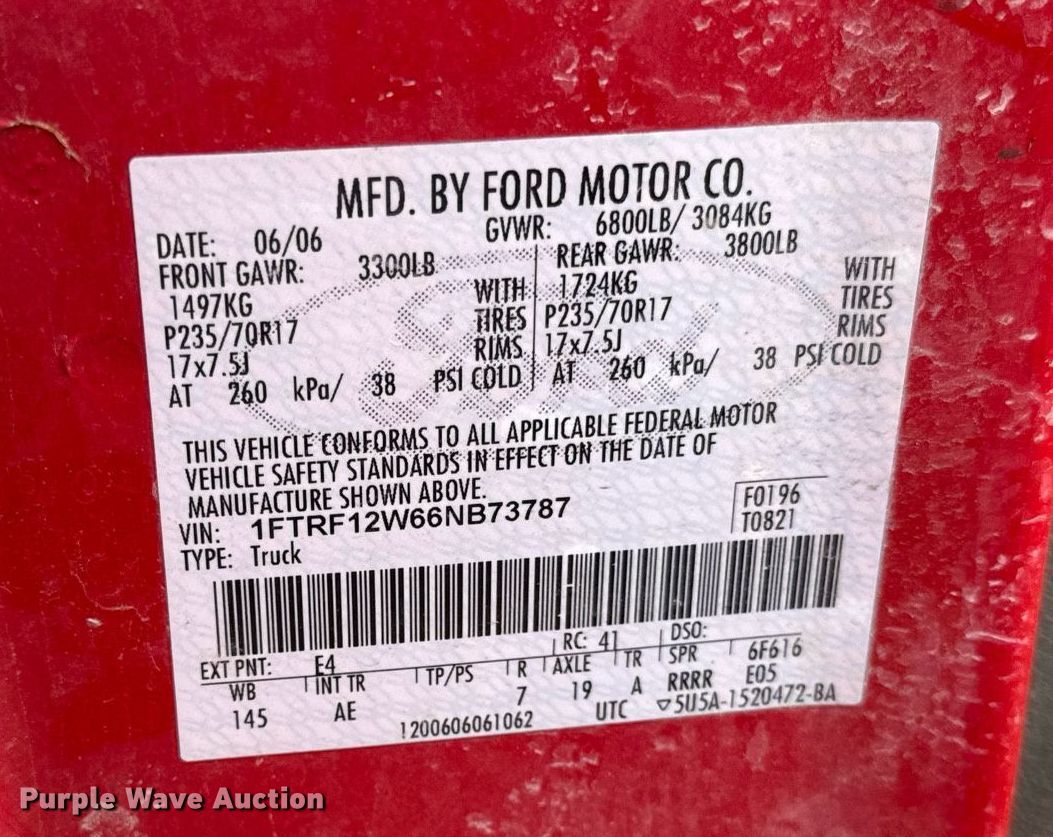 MFD. BY FORD MOTOR CO.
DATE: 06/06 GVWR: 6800LB/ 3084KG
FRONT GAWR: 3300LB REAR GAWR: 3800LB
1497KG WITH 1724KG WITH
P235/70R17 TIRES P235/70R17 TIRES
17x7.5J RIMS 17x7.5J RIMS
AT 260 kPa/ 38 PSI COLD AT 260 kPa/ 38 PSI COLD
THIS VEHICLE CONFORMS TO ALL APPLICABLE FEDERAL MOTOR
VEHICLE SAFETY STANDARDS IN EFFECT ON THE DATE OF
MANUFACTURE SHOWN ABOVE.
VIN: 1FTRF12W66NB73787 F0196
TYPE: Truck T0821
EXT PNT: E4 RC: 41 DSO:
WB INT TR TP/PS R AXLE TR SPR 6F616
145 AE 7 19 A RRRR E05
1200606061062 UTC ▽5U5A-1520472-BA
Purple Wave Auction